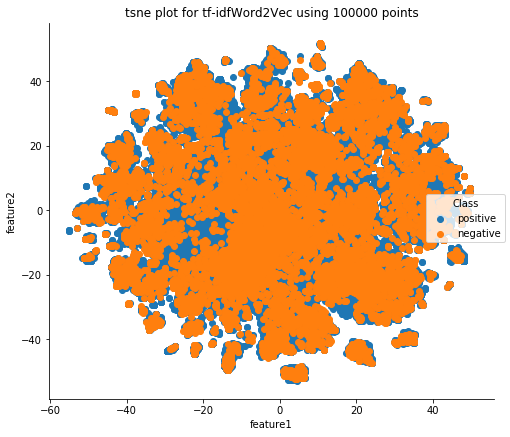 tsne plot for tf-idfWord2Vec using 100000 points
feature2
40
20
0
−20
−40
−60
−40
−20
0
20
40
feature1
Class
positive
negative